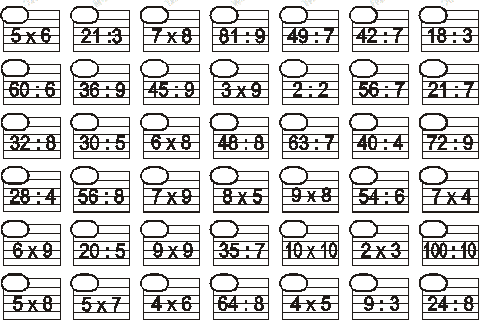 5 x 6 21 : 3 7 x 8 81 : 9 49 : 7 42 : 7 18 : 3
60 : 6 36 : 9 45 : 9 3 x 9 2 : 2 56 : 7 21 : 7
32 : 8 30 : 5 6 x 8 48 : 8 63 : 7 40 : 4 72 : 9
28 : 4 56 : 8 7 x 9 8 x 5 9 x 8 54 : 6 7 x 4
6 x 9 20 : 5 9 x 9 35 : 7 10 x 10 2 x 3 100 : 10
5 x 8 5 x 7 4 x 6 64 : 8 4 x 5 9 : 3 24 : 8